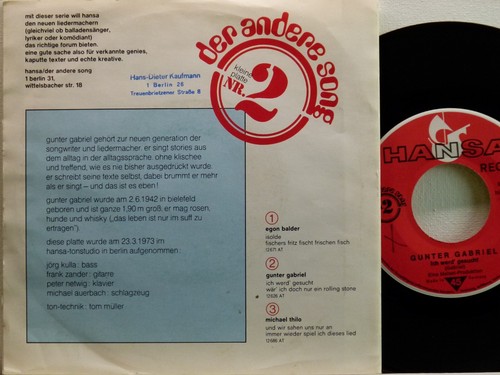 mit dieser serie will hansa
den neuen liedermachern
(gleichviel ob balladensänger,
lyriker oder komödiant)
das richtige forum bieten.
eine gute sache also für verkannte genies,
kaputte texter und echte kreative.
hansa/der andere song
1 berlin 31,
wittelsbacher str. 18
Hans-Dieter Kaufmann
1 Berlin 26
Treuenbrietzener Straße 8
der andere song
kleine
platte
NR.
2
gunter gabriel gehört zur neuen generation der
songwriter und liedermacher. er singt stories aus
dem alltag in der alltagssprache. ohne klischee
und treffend, wie es nie bisher ausgedrückt wurde.
er schreibt seine texte selbst, dabei brummt er mehr
als er singt – und das ist es eben!
gunter gabriel wurde am 2.6.1942 in bielefeld
geboren und ist ganze 1,90 m groß, er mag rosen,
hunde und whisky („das leben ist nur im suff zu
ertragen").
diese platte wurde am 23.3.1973 im
hansa-tonstudio in berlin aufgenommen:
jörg kulla: bass
frank zander: gitarre
peter nelwig: klavier
michael auerbach: schlagzeug
ton-technik: tom müller
1
egon balder
isolde
fischers fritz fischt frischen fisch
2
gunter gabriel
ich werd' gesucht
wär' ich doch nur ein rolling stone
3
michael thilo
und wir sahen uns nur an
immer wieder spiel ich dieses lied
HANSA
REC
2
GUNTER GABRIEL
ich werd' gesucht